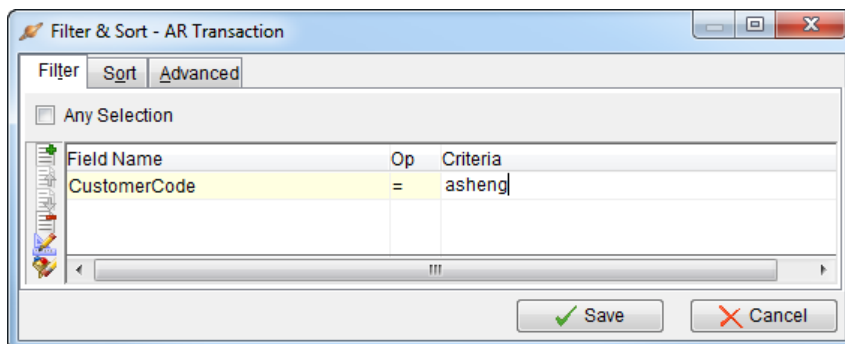 Filter & Sort - AR Transaction
Filter Sort Advanced
Any Selection
Field Name Op Criteria
CustomerCode = asheng
Save Cancel